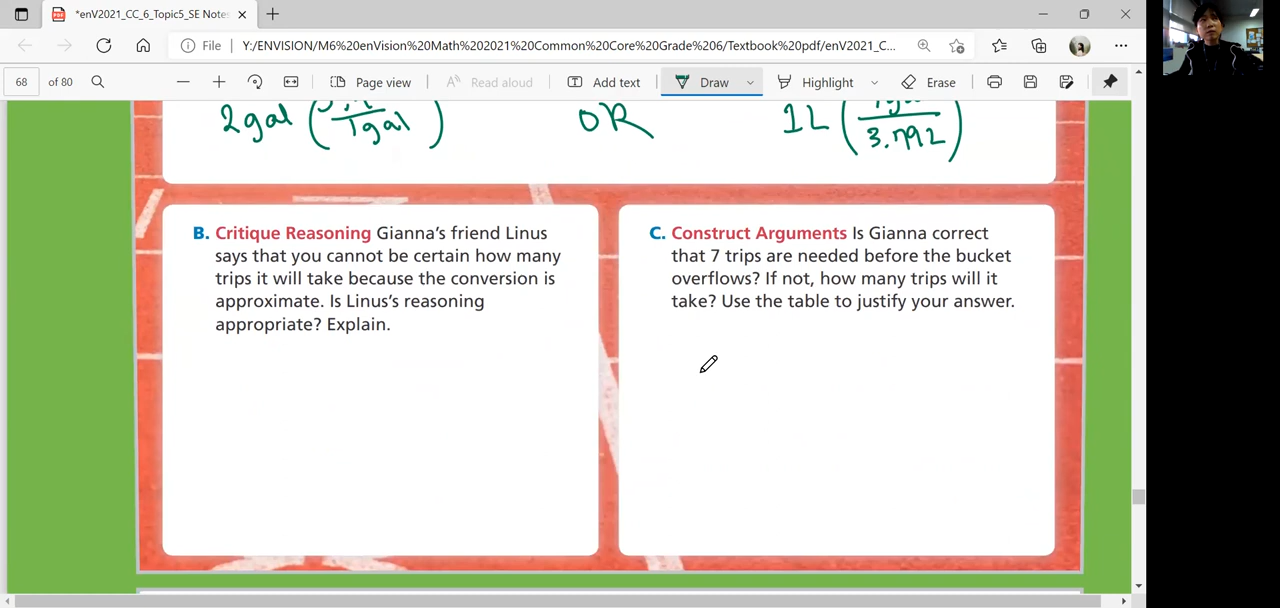 *enV2021_CC_6_Topic5_SE Note
File
Y:/ENVISION/M6%20enVision%20Math%202021%20Common%20Core%20Grade%206/Textbook%20pdf/enV2021_C...
68 of 80
Page view
Read aloud
Add text
Draw
Highlight
Erase
2gal ( 1gal ) OR 1L ( 3.79L )
B. Critique Reasoning Gianna's friend Linus
says that you cannot be certain how many
trips it will take because the conversion is
approximate. Is Linus's reasoning
appropriate? Explain.
C. Construct Arguments Is Gianna correct
that 7 trips are needed before the bucket
overflows? If not, how many trips will it
take? Use the table to justify your answer.